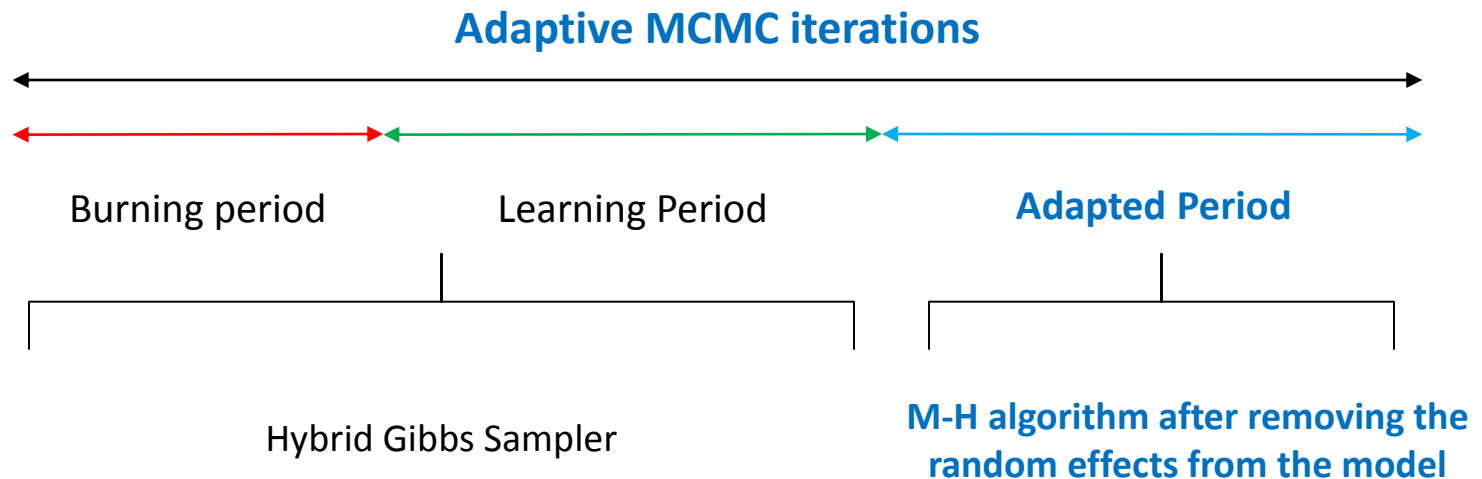 Adaptive MCMC iterations
Burning period
Learning Period
Adapted Period
Hybrid Gibbs Sampler
M-H algorithm after removing the
random effects from the model